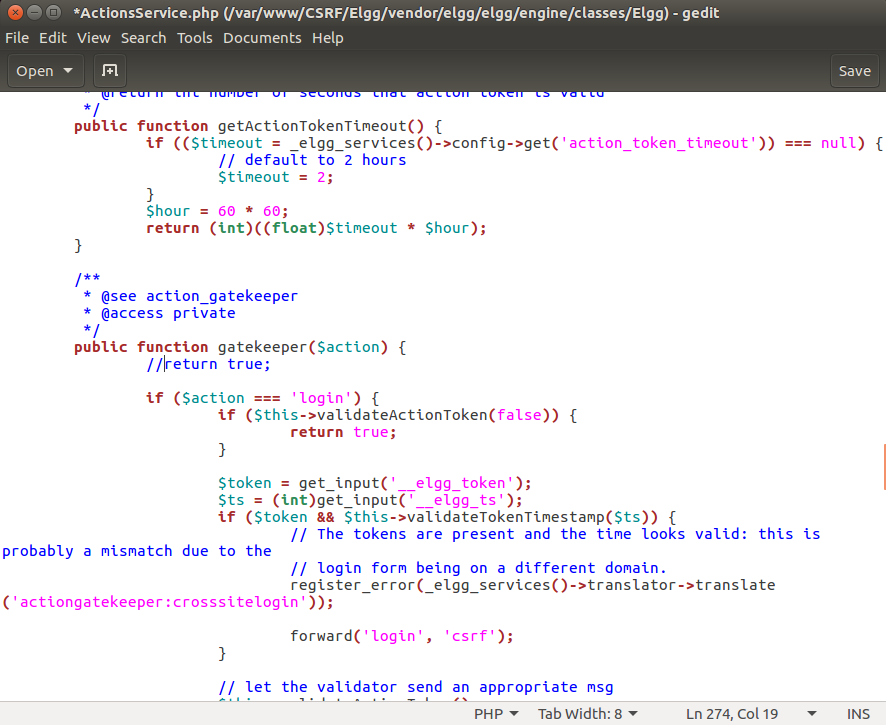 *ActionsService.php (/var/www/CSRF/Elgg/vendor/elgg/elgg/engine/classes/Elgg) - gedit
File Edit View Search Tools Documents Help
Open Save
* @return int number of seconds that action token is valid
*/
public function getActionTokenTimeout() {
if (($timeout = _elgg_services()->config->get('action_token_timeout')) === null) {
// default to 2 hours
$timeout = 2;
}
$hour = 60 * 60;
return (int)((float)$timeout * $hour);
}
/**
* @see action_gatekeeper
* @access private
*/
public function gatekeeper($action) {
//return true;
if ($action === 'login') {
if ($this->validateActionToken(false)) {
return true;
}
$token = get_input('__elgg_token');
$ts = (int)get_input('__elgg_ts');
if ($token && $this->validateTokenTimestamp($ts)) {
// The tokens are present and the time looks valid: this is
probably a mismatch due to the
// login form being on a different domain.
register_error(_elgg_services()->translator->translate
('actiongatekeeper:crosssitelogin'));
forward('login', 'csrf');
}
// let the validator send an appropriate msg
$this->validateActionToken();
PHP Tab Width: 8 Ln 274, Col 19 INS